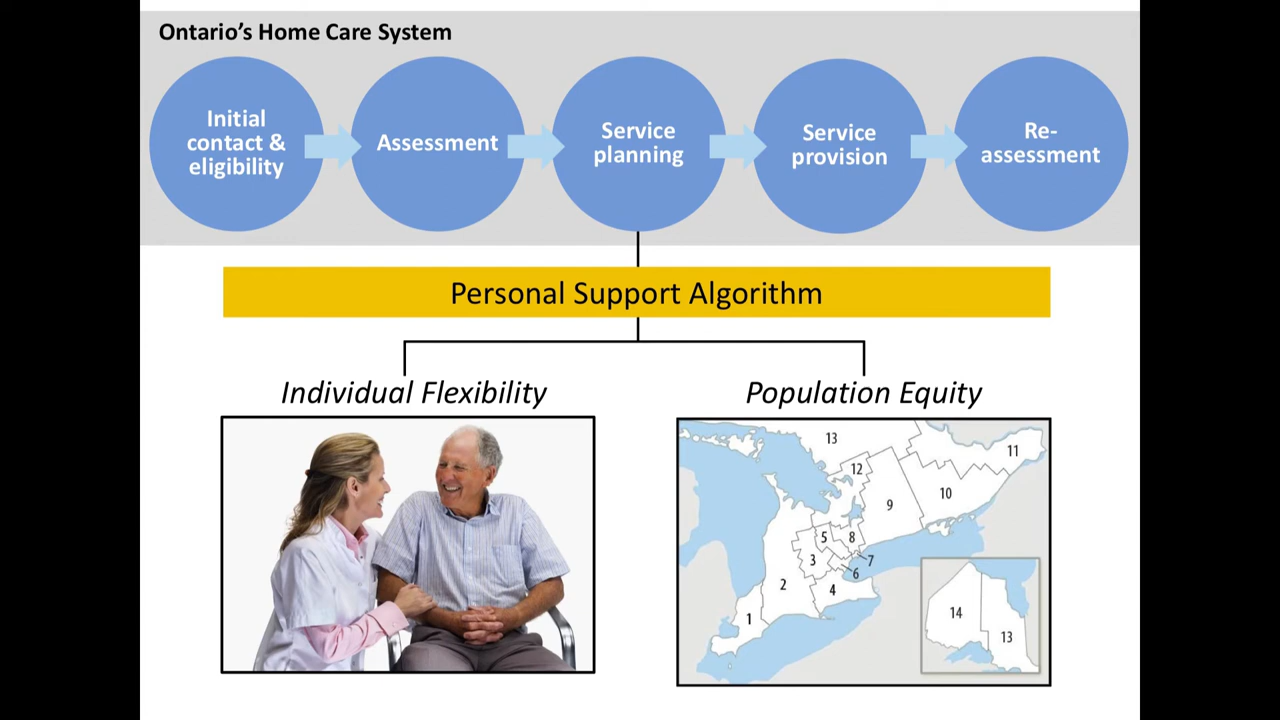 Ontario's Home Care System
Initial
contact &
eligibility
Assessment
Service
planning
Service
provision
Re-
assessment
Personal Support Algorithm
Individual Flexibility
Population Equity
13
11
12
10
9
5
8
7
3
6
2
4
1
14
13